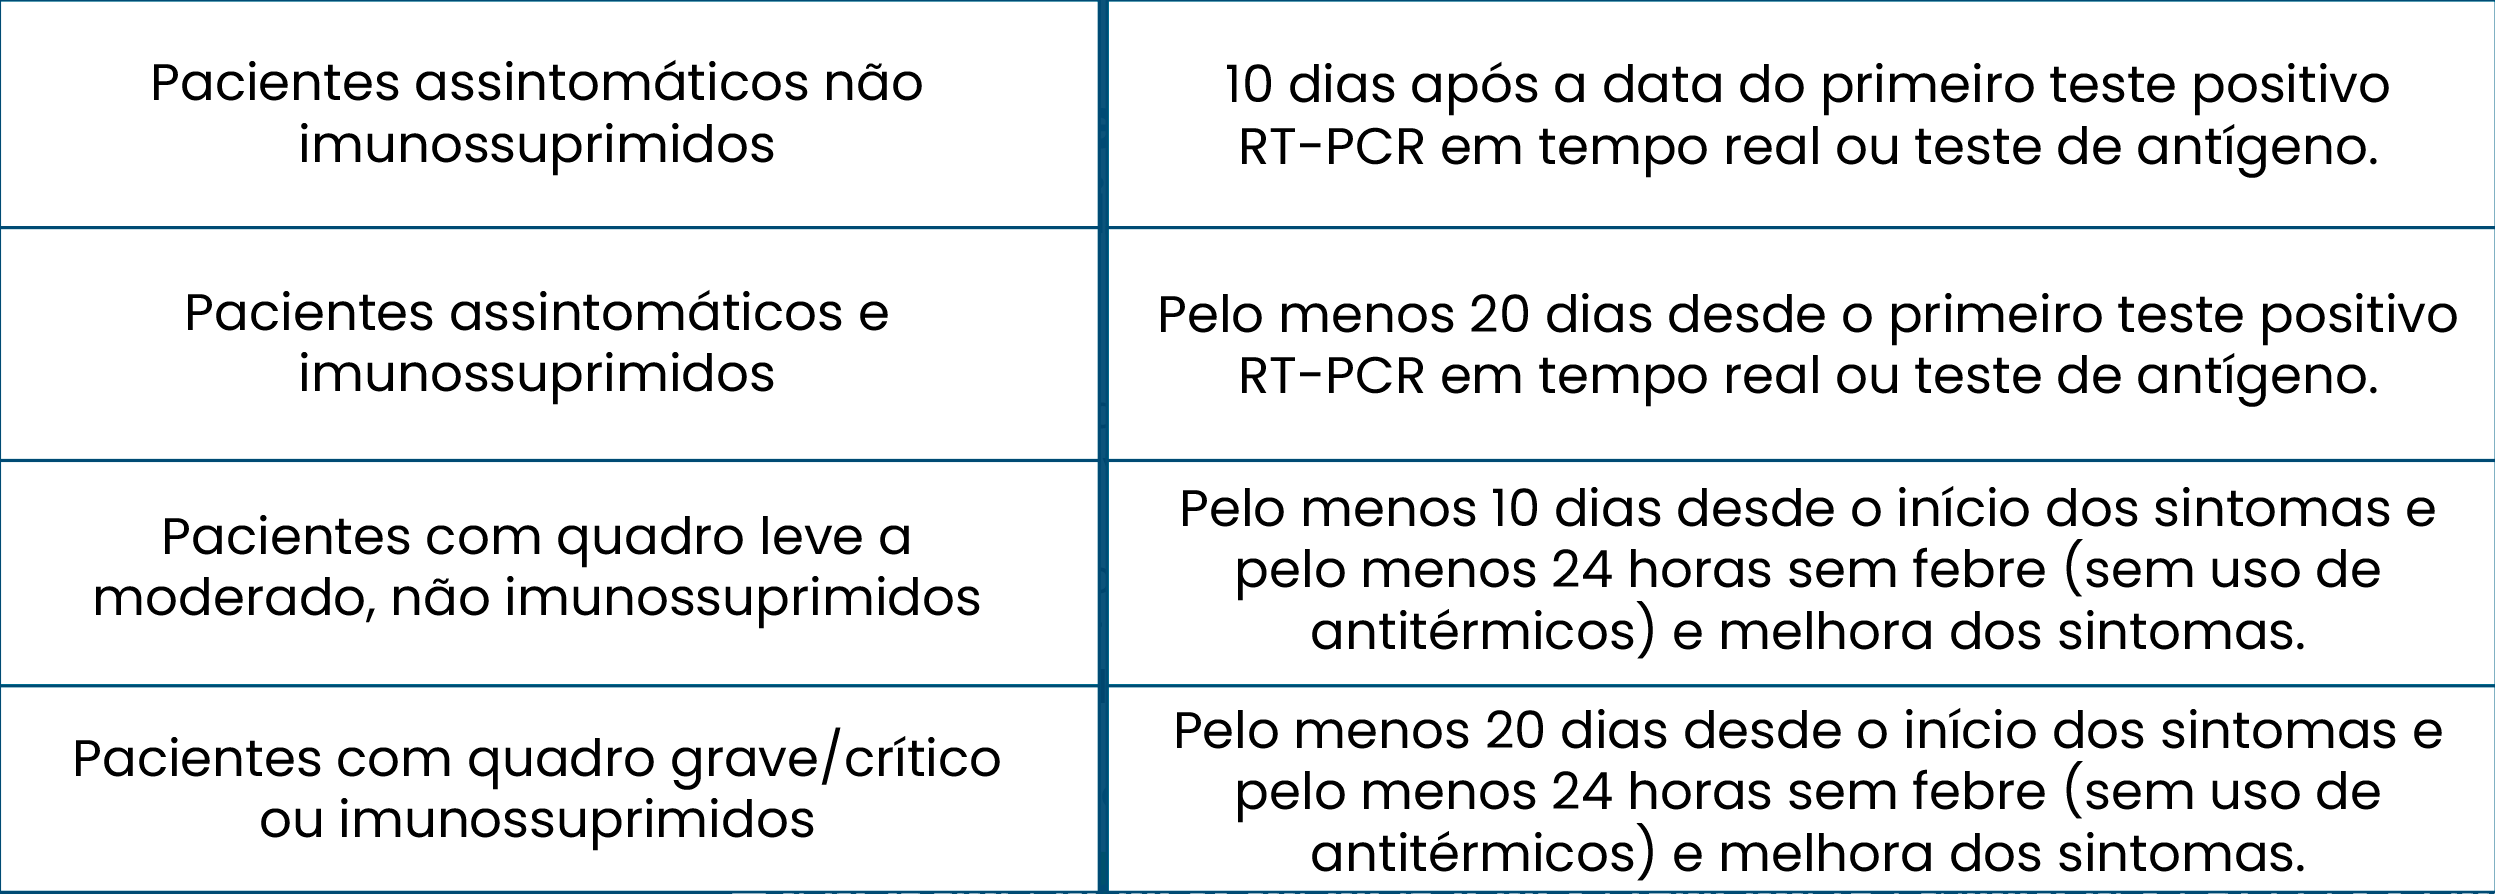 Pacientes assintomáticos não
imunossuprimidos
10 dias após a data do primeiro teste positivo
RT-PCR em tempo real ou teste de antígeno.
Pacientes assintomáticos e
imunossuprimidos
Pelo menos 20 dias desde o primeiro teste positivo
RT-PCR em tempo real ou teste de antígeno.
Pacientes com quadro leve a
moderado, não imunossuprimidos
Pelo menos 10 dias desde o início dos sintomas e
pelo menos 24 horas sem febre (sem uso de
antitérmicos) e melhora dos sintomas.
Pacientes com quadro grave/crítico
ou imunossuprimidos
Pelo menos 20 dias desde o início dos sintomas e
pelo menos 24 horas sem febre (sem uso de
antitérmicos) e melhora dos sintomas.